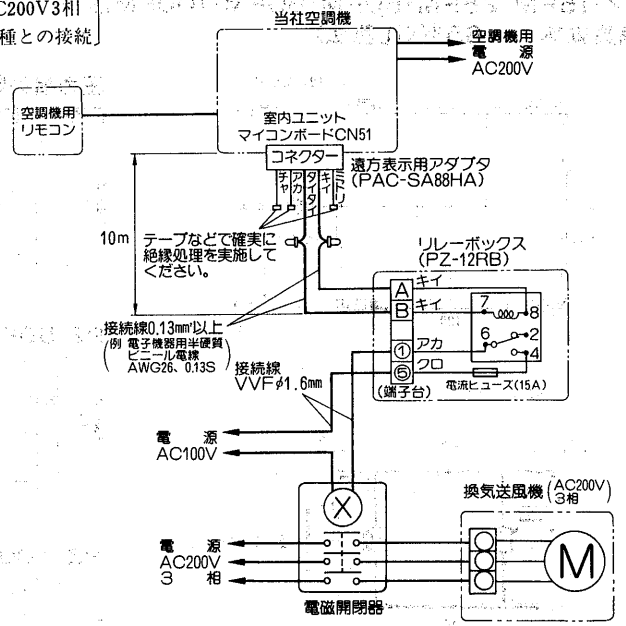 C200V3相
種との接続
当社空調機
空調機用
電源
AC200V
空調機用
リモコン
室内ユニット
マイコンボードCN51
コネクター
チャ
アカ
ダイダイ
キイ
ミドリ
遠方表示用アダプタ
(PAC-SA88HA)
10m
テープなどで確実に
絶縁処理を実施して
ください。
リレーボックス
(PZ-12RB)
A キイ
B キイ
7
8
6
2
4
① アカ
⑤ クロ
(端子台)
電流ヒューズ(15A)
接続線0.13mm²以上
(例 電子機器用半硬質
ビニール電線
AWG26、0.13S)
接続線
VVFφ1.6mm
電源
AC100V
X
換気送風機(AC200V
3相)
電源
AC200V
3相
M
電磁開閉器